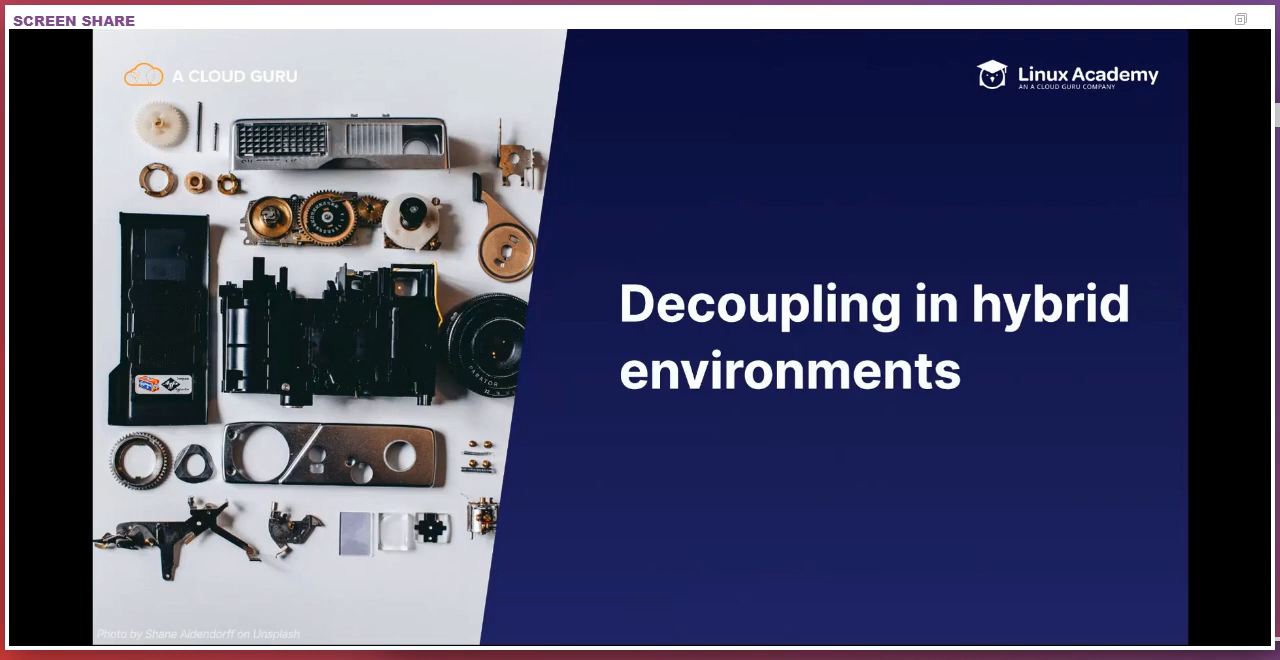 SCREEN SHARE
A CLOUD GURU
Linux Academy
AN A CLOUD GURU COMPANY
Decoupling in hybrid
environments
PARATOR
Photo by Shane Aldendorff on Unsplash